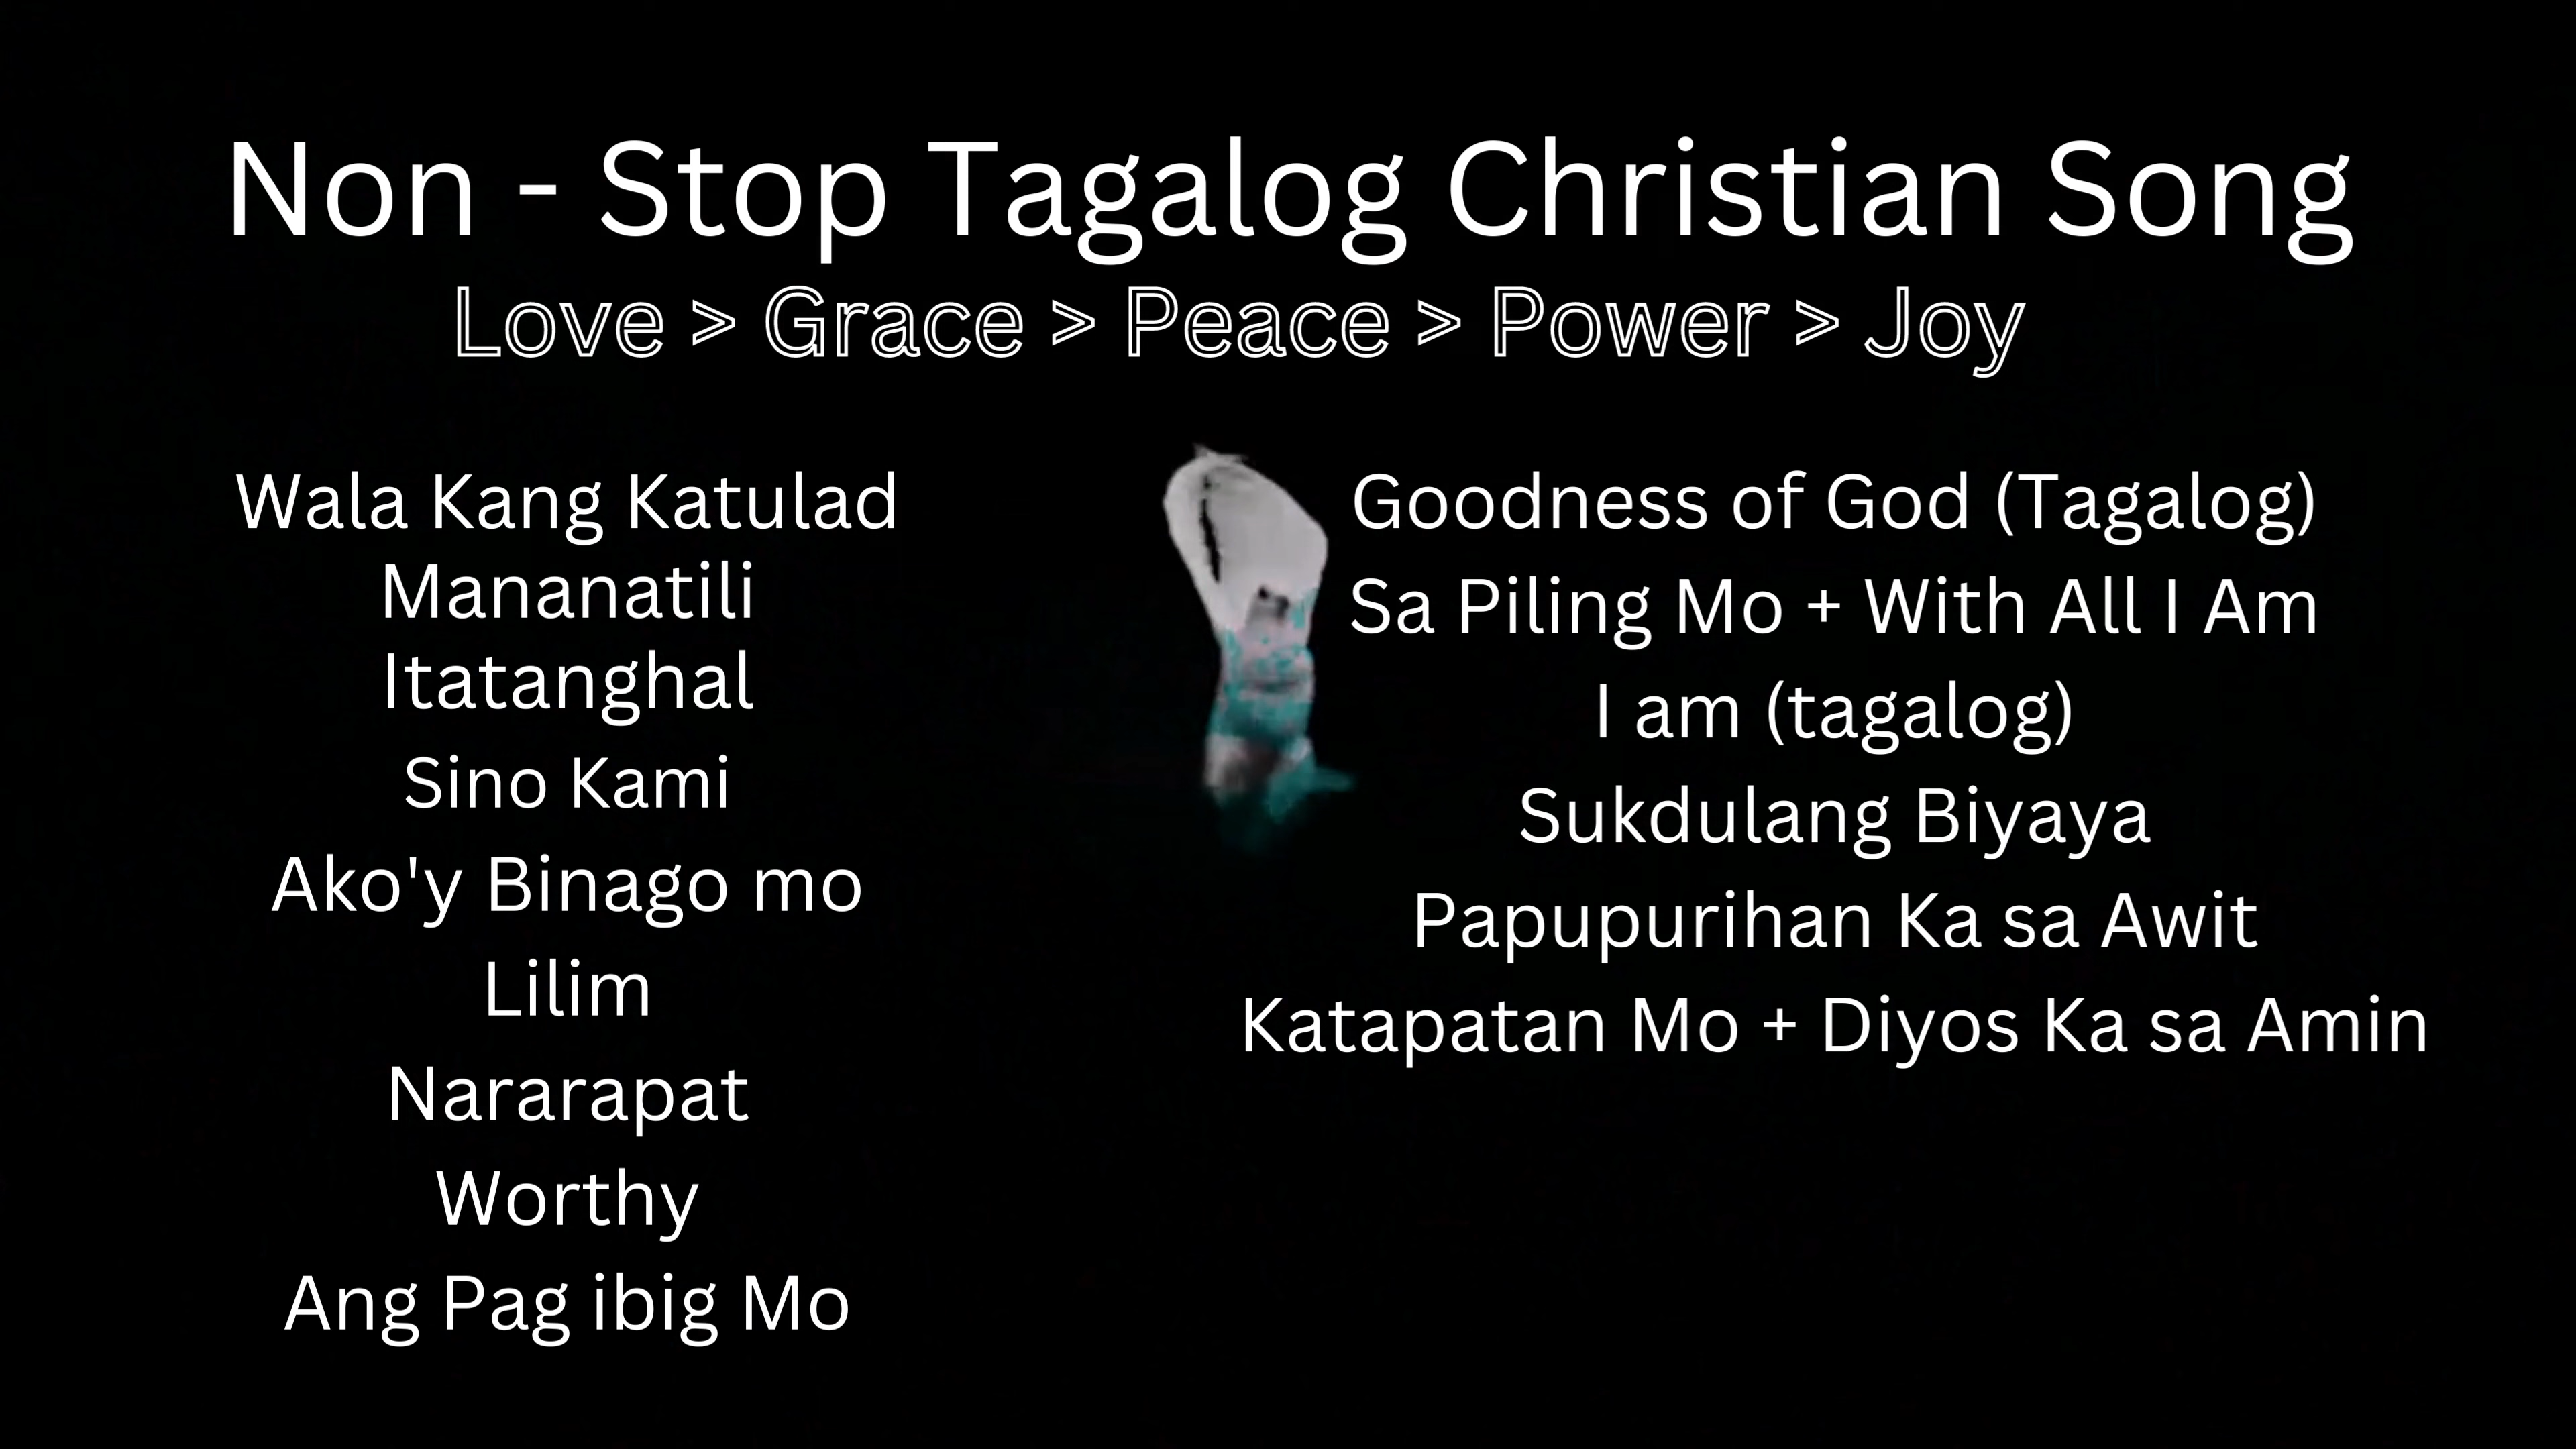 Non - Stop Tagalog Christian Song
Love > Grace > Peace > Power > Joy
Wala Kang Katulad
Mananatili
Itatanghal
Sino Kami
Ako'y Binago mo
Lilim
Nararapat
Worthy
Ang Pag ibig Mo
Goodness of God (Tagalog)
Sa Piling Mo + With All I Am
I am (tagalog)
Sukdulang Biyaya
Papupurihan Ka sa Awit
Katapatan Mo + Diyos Ka sa Amin